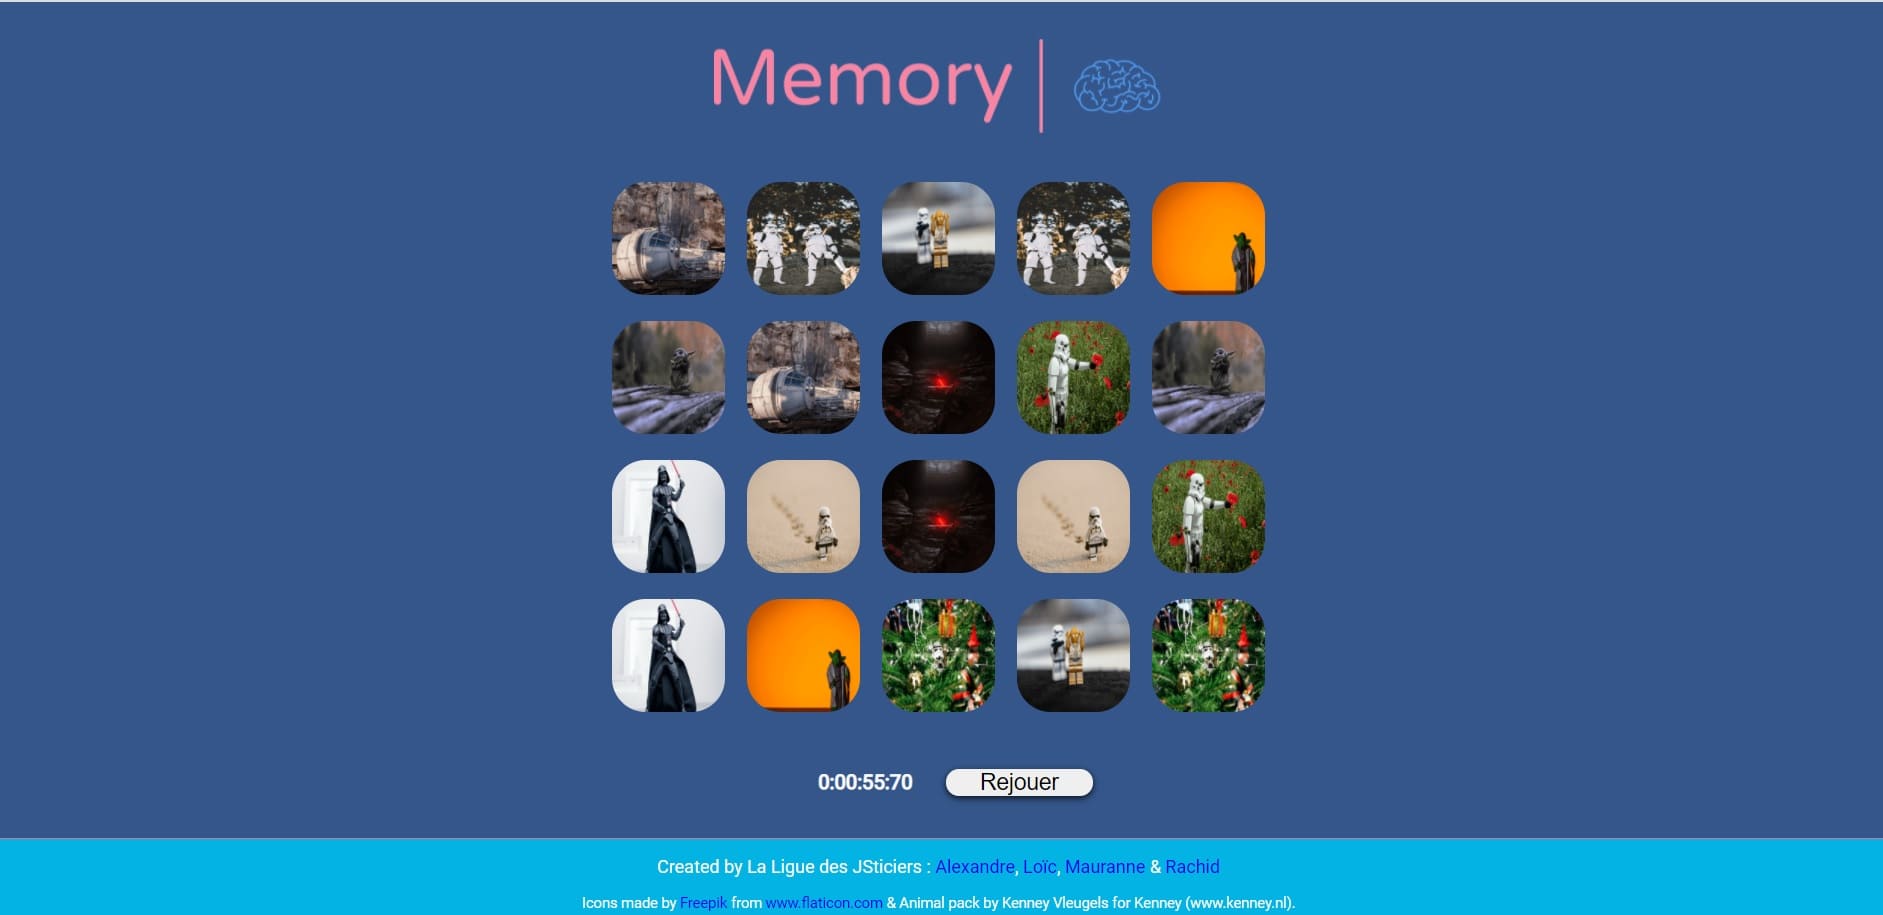 Memory
0:00:55:70 Rejouer
Created by La Ligue des JSticiers : Alexandre, Loïc, Mauranne & Rachid
Icons made by Freepik from www.flaticon.com & Animal pack by Kenney Vleugels for Kenney (www.kenney.nl).